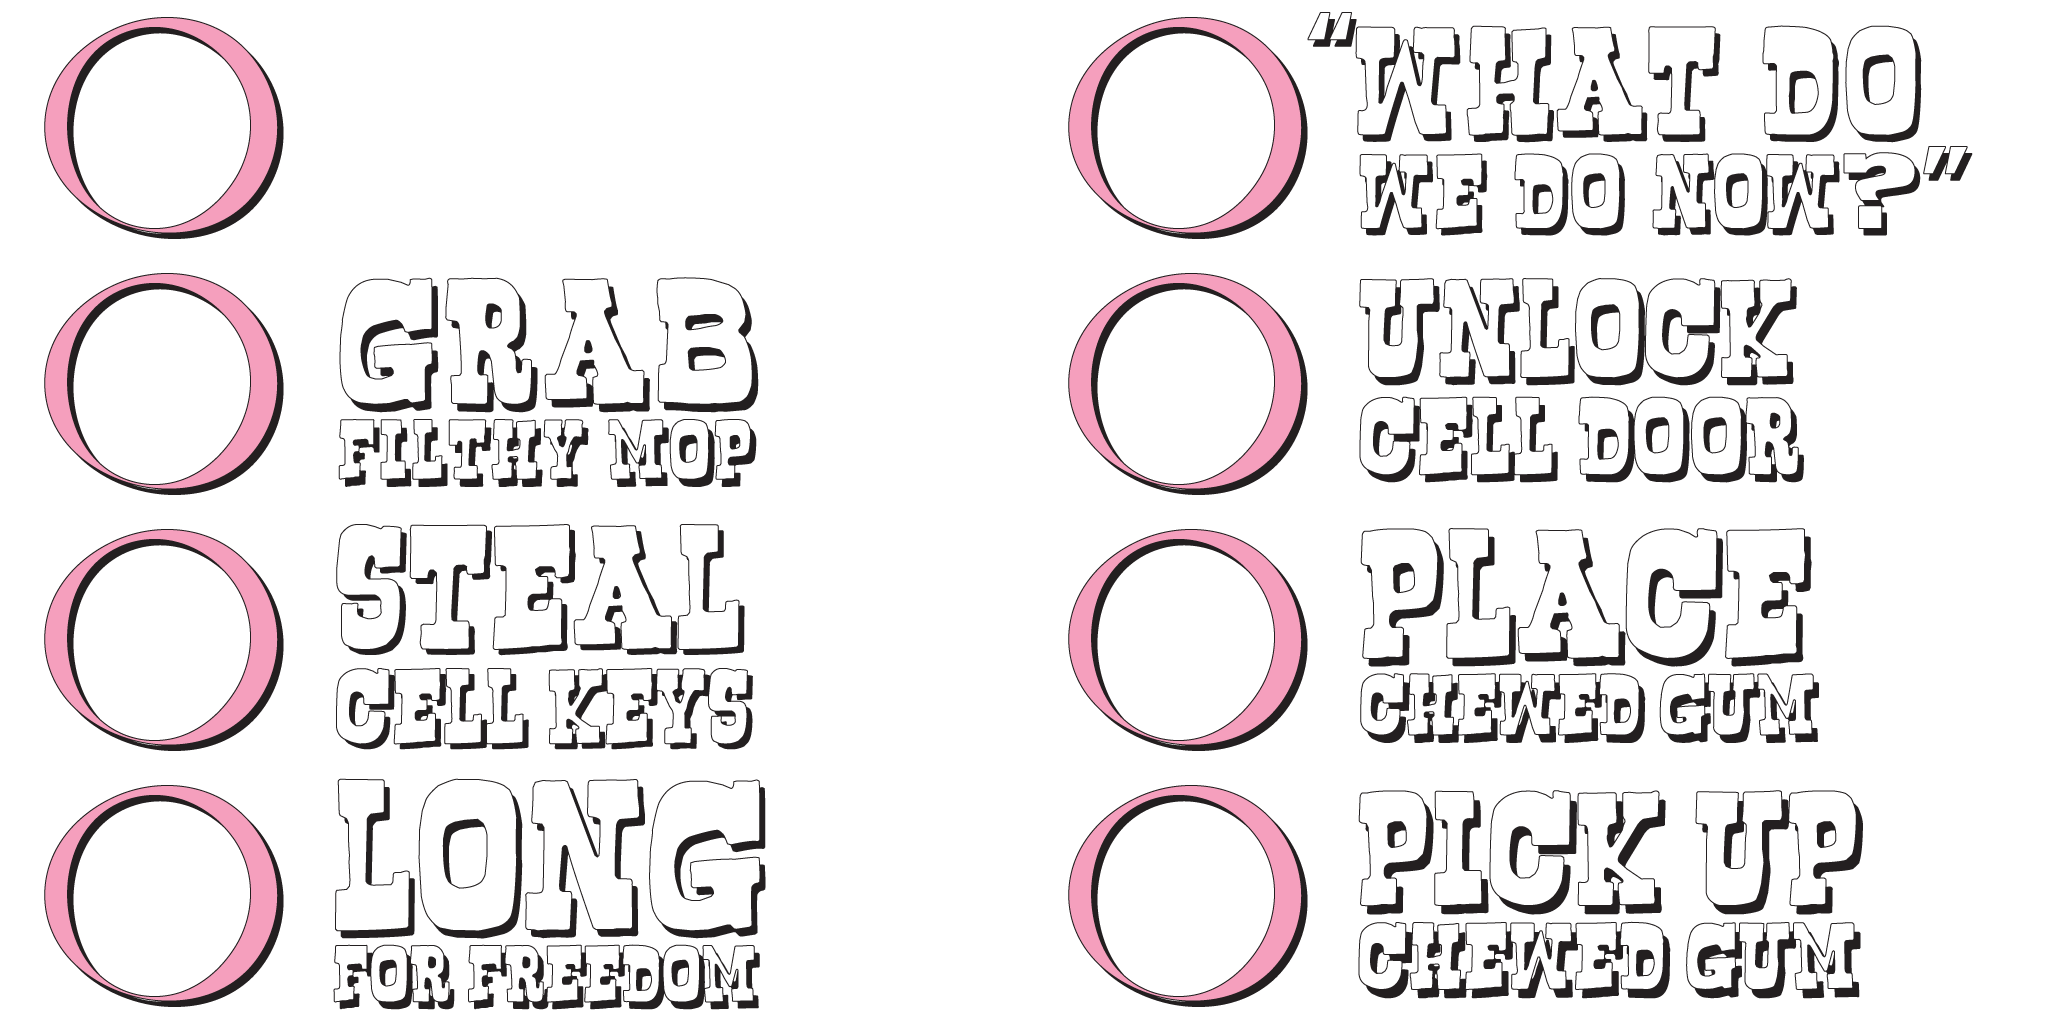 GRAB
FILTHY MOP
STEAL
CELL KEYS
LONG
FOR FREEDOM
"WHAT DO
WE DO NOW?"
UNLOCK
CELL DOOR
PLACE
CHEWED GUM
PICK UP
CHEWED GUM